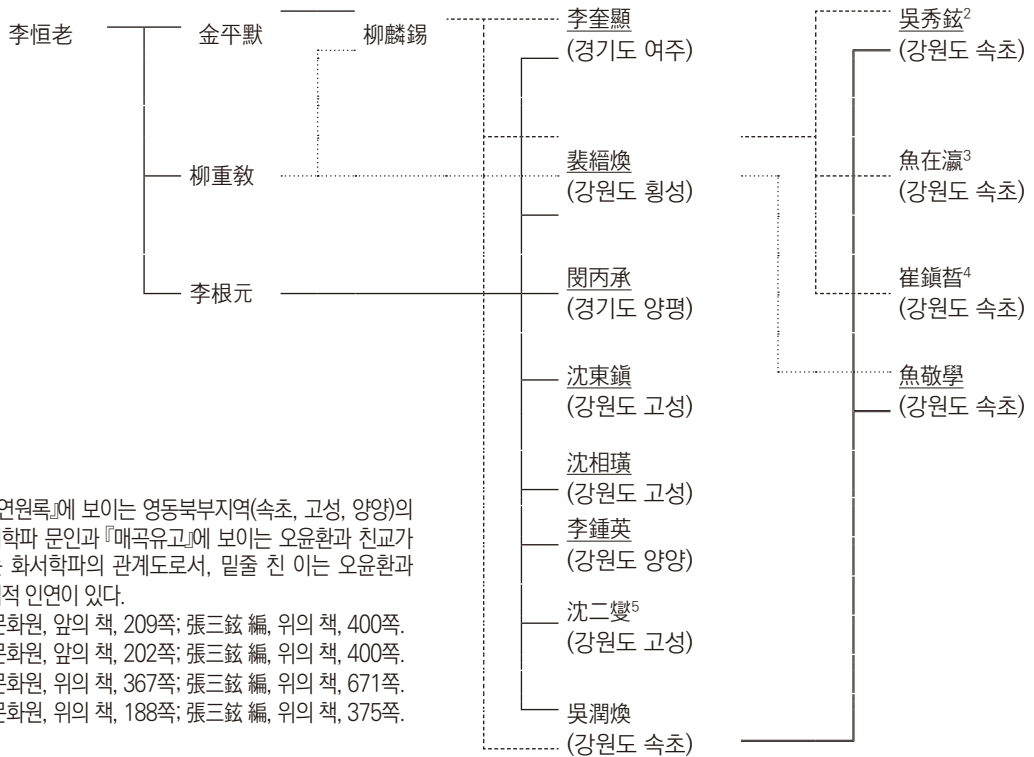 李恒老
金平默
柳麟錫
柳重敎
李根元
李奎顯
(경기도 여주)
裴縉煥
(강원도 횡성)
閔丙承
(경기도 양평)
沈東鎭
(강원도 고성)
沈相璜
(강원도 고성)
李鍾英
(강원도 양양)
沈二燮5
(강원도 고성)
吳潤煥
(강원도 속초)
吳秀鉉2
(강원도 속초)
魚在瀛3
(강원도 속초)
崔鎭晳4
(강원도 속초)
魚敬學
(강원도 속초)
연원록』에 보이는 영동북부지역(속초, 고성, 양양)의
학파 문인과 『매곡유고』에 보이는 오윤환과 친교가
화서학파의 관계도로서, 밑줄 친 이는 오윤환과
적 인연이 있다.
문화원, 앞의 책, 209쪽; 張三鉉 編, 위의 책, 400쪽.
문화원, 앞의 책, 202쪽; 張三鉉 編, 위의 책, 400쪽.
문화원, 위의 책, 367쪽; 張三鉉 編, 위의 책, 671쪽.
문화원, 위의 책, 188쪽; 張三鉉 編, 위의 책, 375쪽.